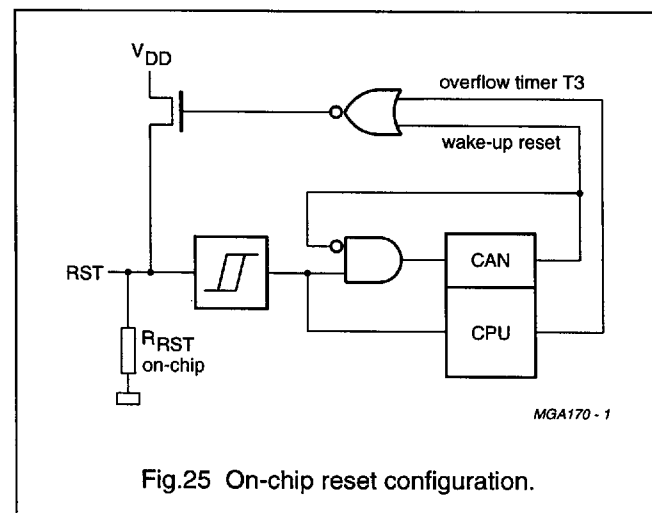 VDD
overflow timer T3
wake-up reset
RST
CAN
CPU
RRST
on-chip
MGA170 - 1
Fig.25 On-chip reset configuration.